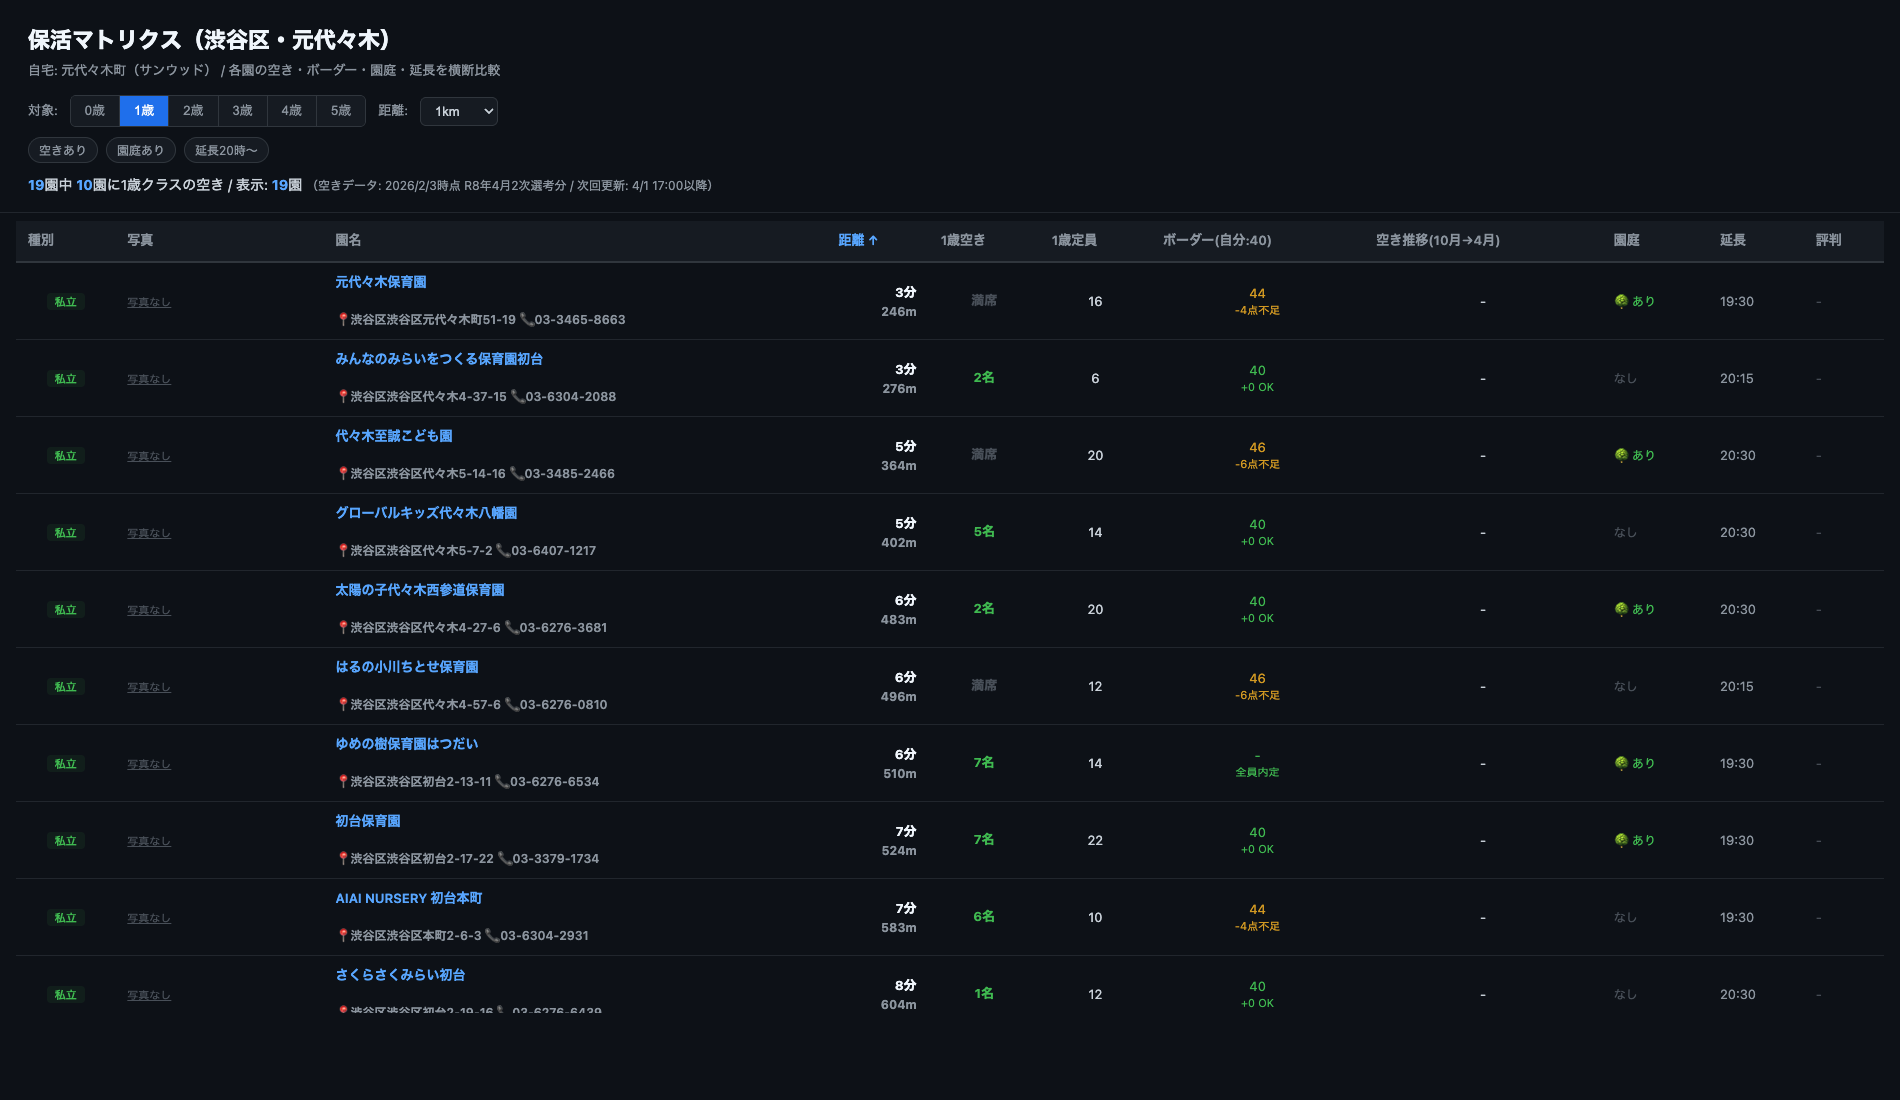 保活マトリクス（渋谷区・元代々木）
自宅: 元代々木町（サンウッド） / 各園の空き・ボーダー・園庭・延長を横断比較
対象: 0歳 1歳 2歳 3歳 4歳 5歳 距離: 1km
空きあり 園庭あり 延長20時〜
19園中 10園に1歳クラスの空き / 表示: 19園 （空きデータ: 2026/2/3時点 R8年4月2次選考分 / 次回更新: 4/1 17:00以降）
種別 写真 園名 距離 ↑ 1歳空き 1歳定員 ボーダー(自分:40) 空き推移(10月→4月) 園庭 延長 評判
元代々木保育園
私立 写真なし 3分 満席 16 44 - あり 19:30 -
246m -4点不足
📍渋谷区渋谷区元代々木町51-19 📞03-3465-8663
みんなのみらいをつくる保育園初台
私立 写真なし 3分 2名 6 40 - なし 20:15 -
276m +0 OK
📍渋谷区渋谷区代々木4-37-15 📞03-6304-2088
代々木至誠こども園
私立 写真なし 5分 満席 20 46 - あり 20:30 -
364m -6点不足
📍渋谷区渋谷区代々木5-14-16 📞03-3485-2466
グローバルキッズ代々木八幡園
私立 写真なし 5分 5名 14 40 - なし 20:30 -
402m +0 OK
📍渋谷区渋谷区代々木5-7-2 📞03-6407-1217
太陽の子代々木西参道保育園
私立 写真なし 6分 2名 20 40 - あり 20:30 -
483m +0 OK
📍渋谷区渋谷区代々木4-27-6 📞03-6276-3681
はるの小川ちとせ保育園
私立 写真なし 6分 満席 12 46 - なし 20:15 -
496m -6点不足
📍渋谷区渋谷区代々木4-57-6 📞03-6276-0810
ゆめの樹保育園はつだい
私立 写真なし 6分 7名 14 - - あり 19:30 -
510m 全員内定
📍渋谷区渋谷区初台2-13-11 📞03-6276-6534
初台保育園
私立 写真なし 7分 7名 22 40 - あり 19:30 -
524m +0 OK
📍渋谷区渋谷区初台2-17-22 📞03-3379-1734
AIAI NURSERY 初台本町
私立 写真なし 7分 6名 10 44 - なし 19:30 -
583m -4点不足
📍渋谷区渋谷区本町2-6-3 📞03-6304-2931
さくらさくみらい初台
私立 写真なし 8分 1名 12 40 - なし 20:30 -
604m +0 OK
📍渋谷区渋谷区初台2-19-16 📞03-6276-6439